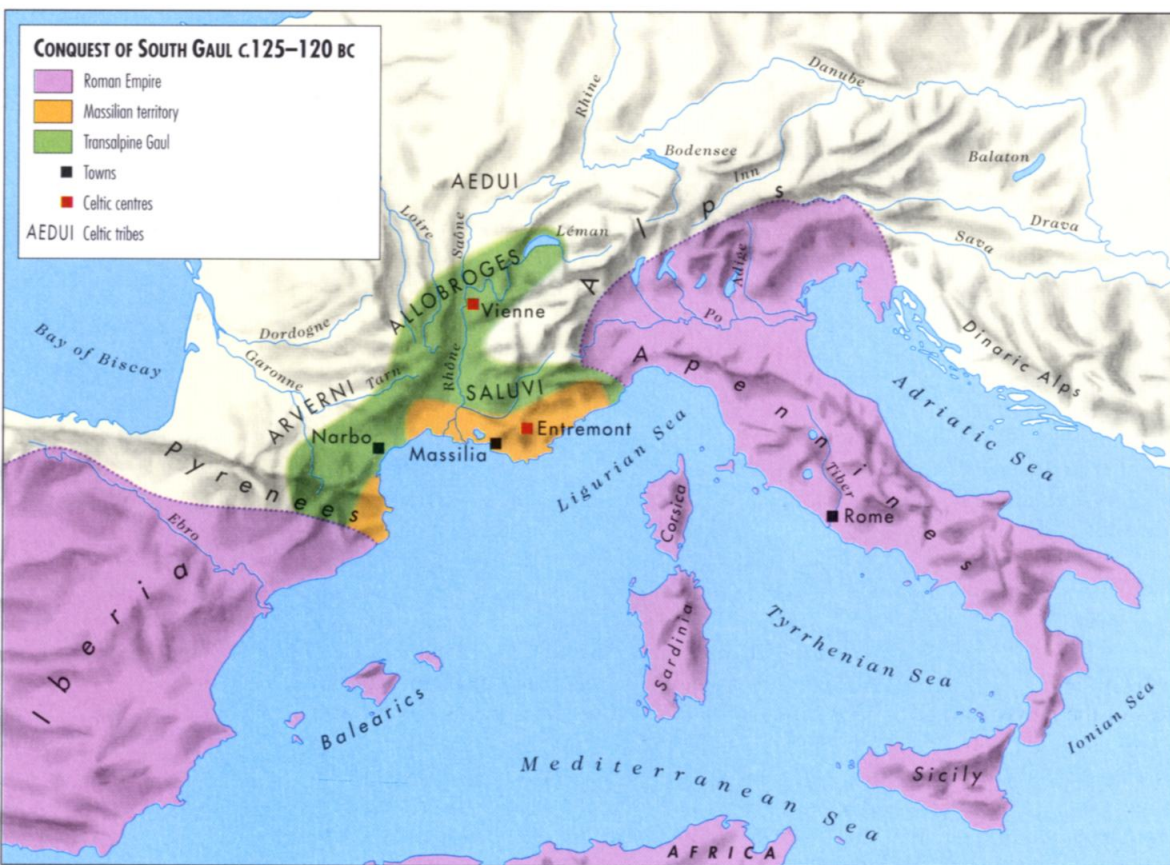 CONQUEST OF SOUTH GAUL C.125–120 BC
Roman Empire
Massilian territory
Transalpine Gaul
Towns
Celtic centres
AEDUI Celtic tribes
Danube
Rhine
Bodensee
Balaton
Inn
AEDUI
Alps
Loire
Saône
Léman
Drava
Sava
Adige
ALLOBROGES
Vienne
Po
Bay of Biscay
Dordogne
Garonne
Tarn
Rhône
Apennines
Dinaric Alps
Adriatic Sea
ARVERNI
SALUVI
Narbo
Massilia
Entremont
Ligurian Sea
Pyrenees
Tiber
Corsica
Rome
Ebro
Iberia
Sardinia
Tyrrhenian Sea
Balearics
Ionian Sea
Mediterranean Sea
Sicily
AFRICA